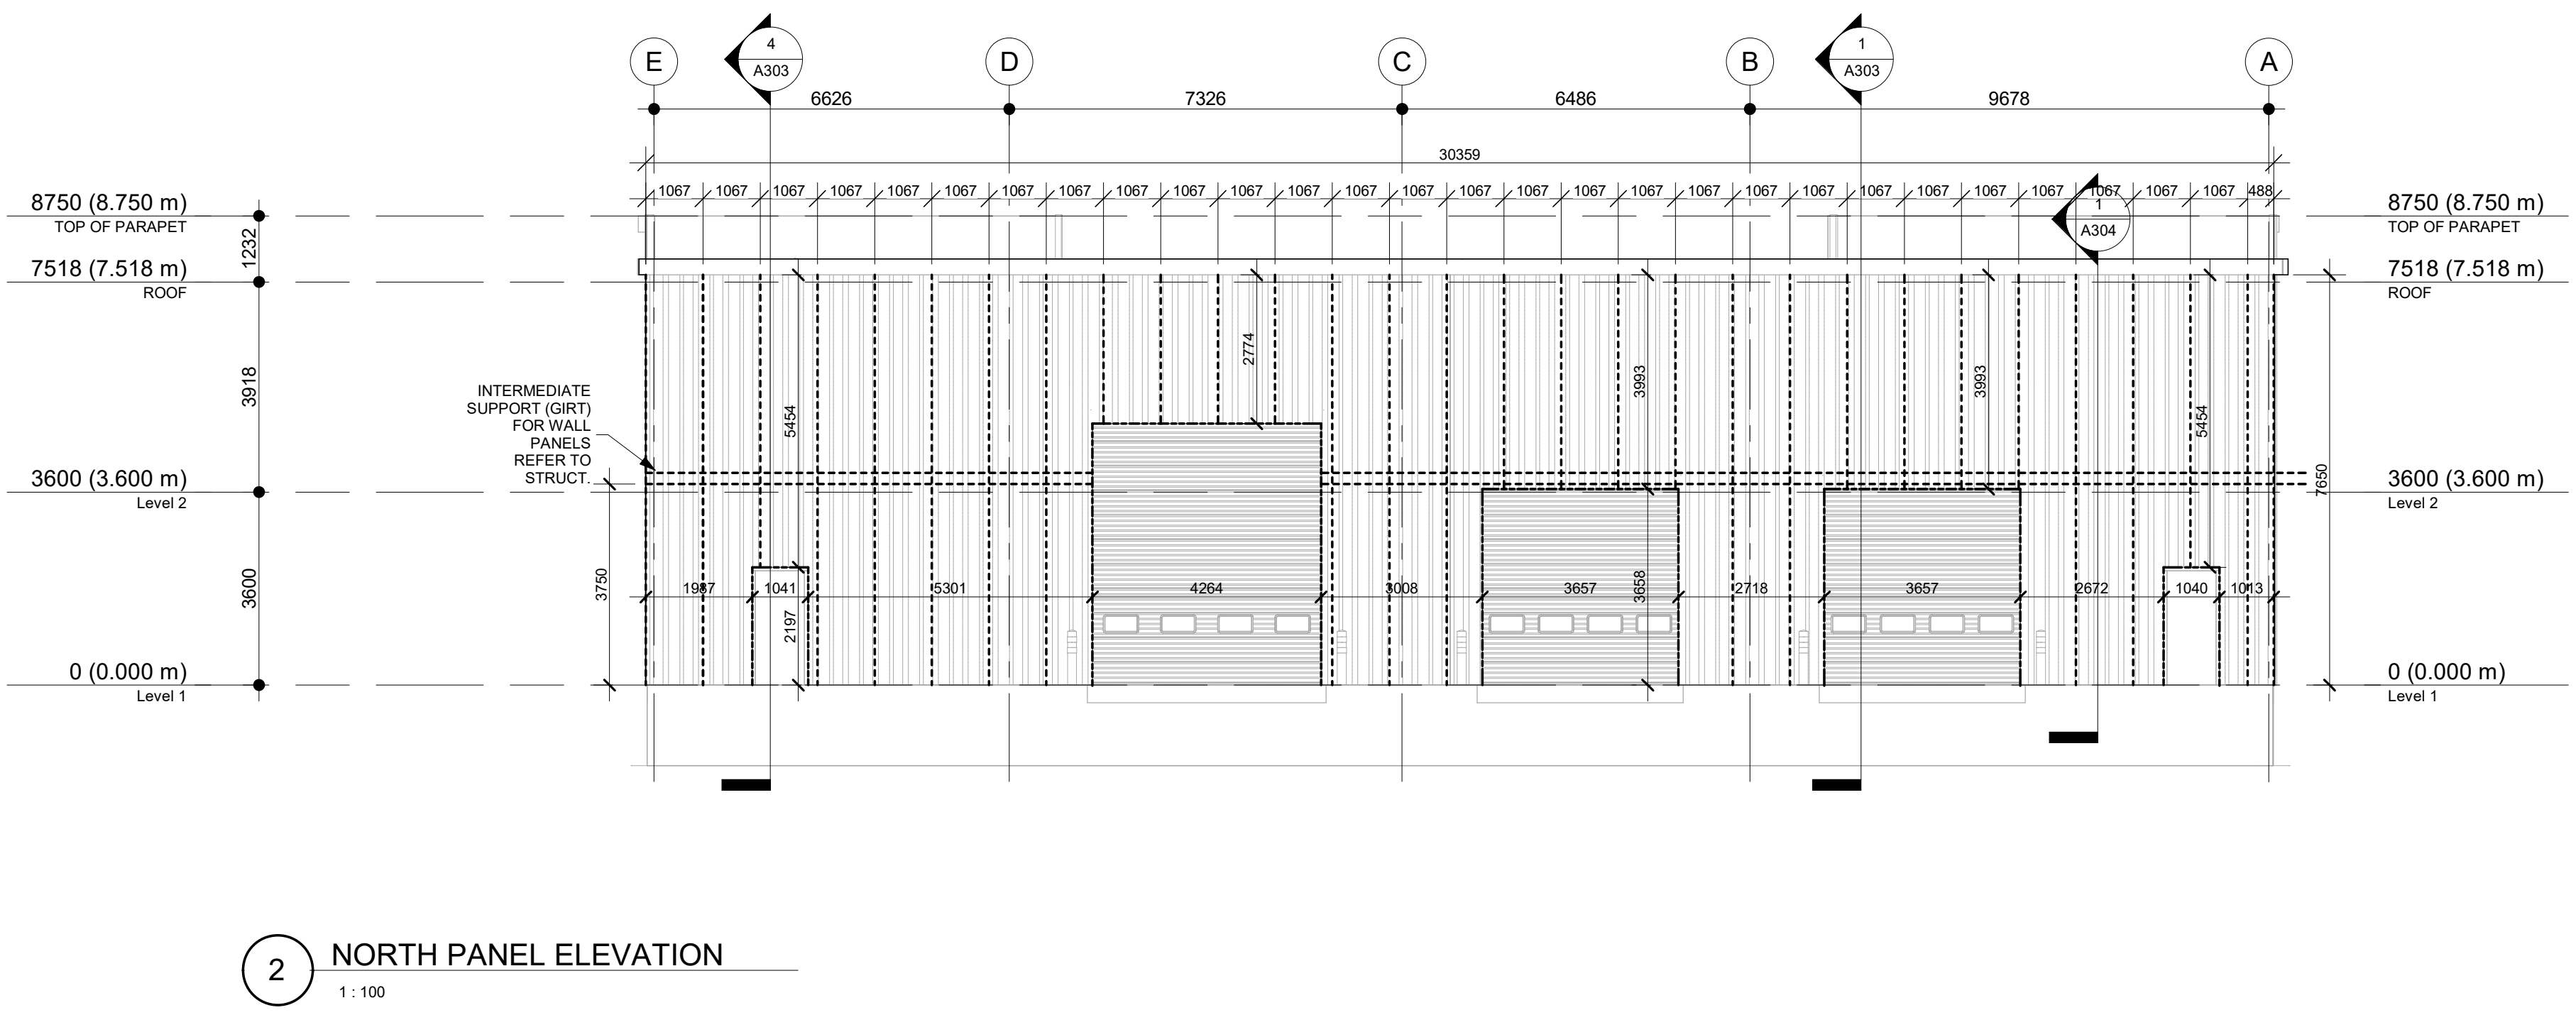 E
4
A303
D
C
B
1
A303
A
6626
7326
6486
9678
30359
1067 1067 1067 1067 1067 1067 1067 1067 1067 1067 1067 1067 1067 1067 1067 1067 1067 1067 1067 1067 1067 1067 1067 1067 1067 1067 1067 1067 488
1
A304
8750 (8.750 m)
TOP OF PARAPET
1232
7518 (7.518 m)
ROOF
3918
3600 (3.600 m)
Level 2
3600
0 (0.000 m)
Level 1
8750 (8.750 m)
TOP OF PARAPET
7518 (7.518 m)
ROOF
3600 (3.600 m)
Level 2
0 (0.000 m)
Level 1
INTERMEDIATE
SUPPORT (GIRT)
FOR WALL
PANELS
REFER TO
STRUCT.
5454
2774
3993
3993
5454
7650
3750
1987 1041 5301 4264 3008 3657 2718 3657 2672 1040 1013
2197
3658
2
NORTH PANEL ELEVATION
1 : 100